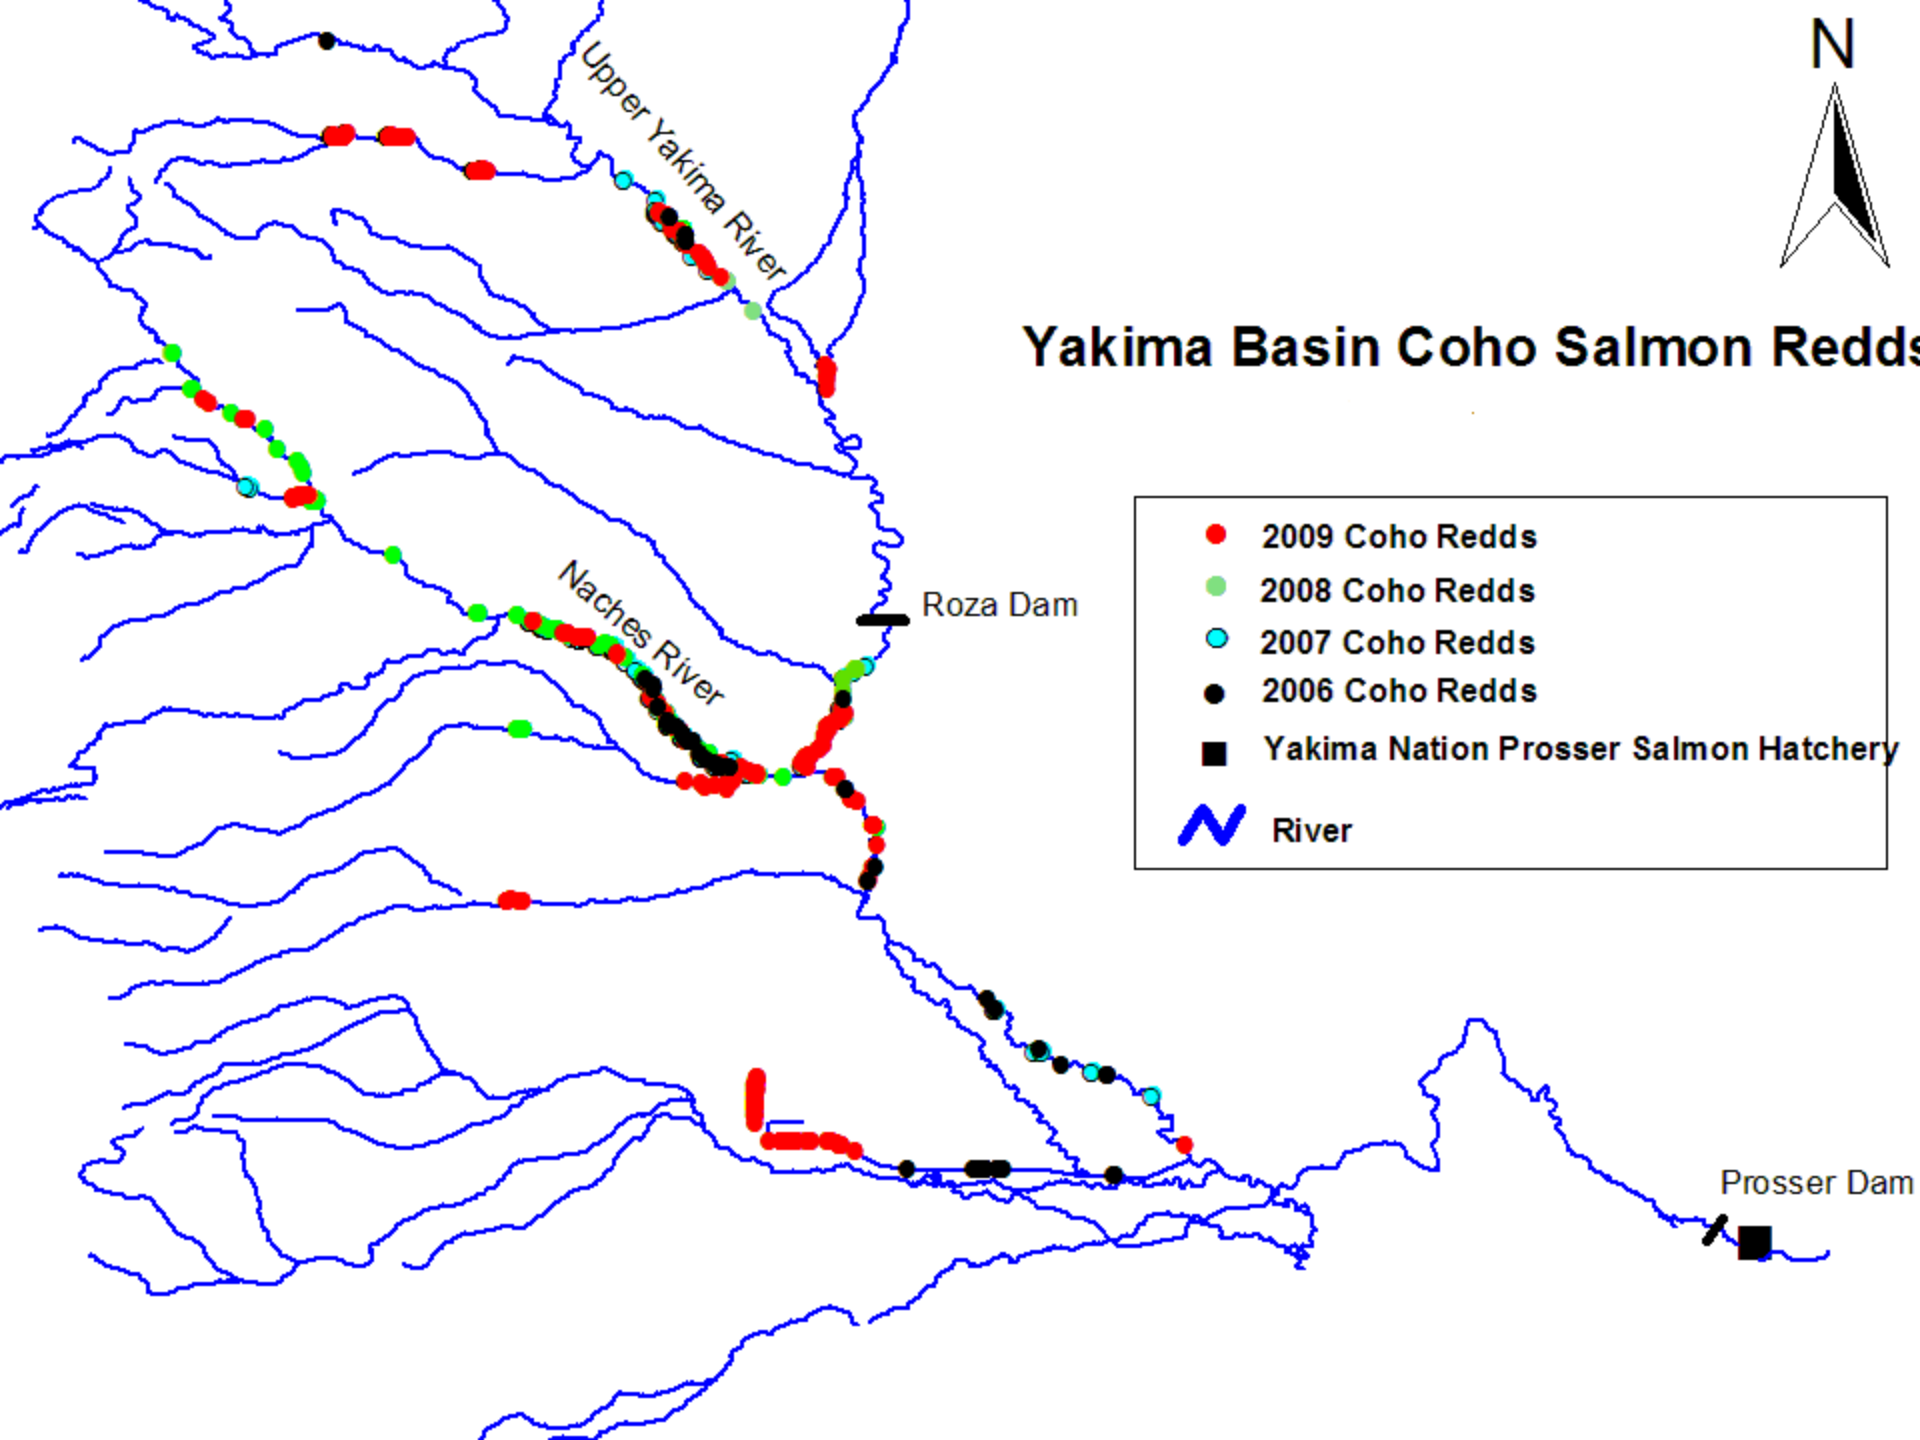 N
Upper Yakima River
Yakima Basin Coho Salmon Redds
2009 Coho Redds
2008 Coho Redds
2007 Coho Redds
2006 Coho Redds
Yakima Nation Prosser Salmon Hatchery
River
Roza Dam
Naches River
Prosser Dam